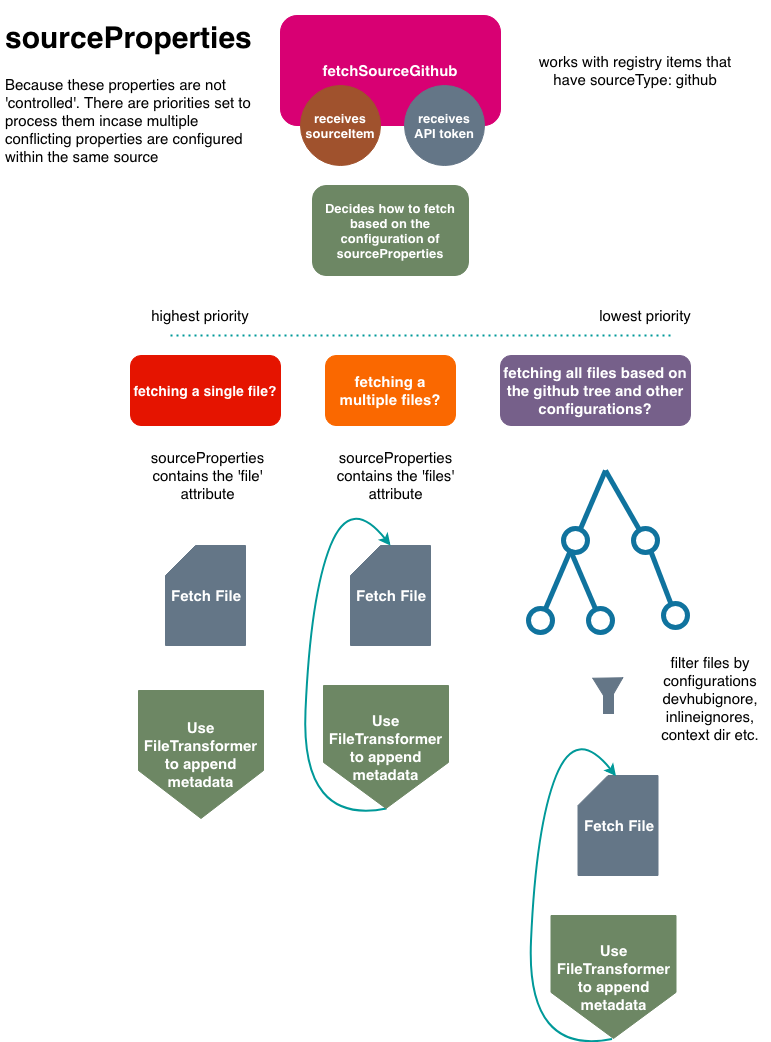 sourceProperties
Because these properties are not
'controlled'. There are priorities set to
process them incase multiple
conflicting properties are configured
within the same source
fetchSourceGithub
receives
sourceItem
receives
API token
works with registry items that
have sourceType: github
Decides how to fetch
based on the
configuration of
sourceProperties
highest priority
lowest priority
fetching a single file?
fetching a
multiple files?
fetching all files based on
the github tree and other
configurations?
sourceProperties
contains the 'file'
attribute
sourceProperties
contains the 'files'
attribute
Fetch File
Fetch File
filter files by
configurations
devhubignore,
inlineignores,
context dir etc.
Use
FileTransformer
to append
metadata
Use
FileTransformer
to append
metadata
Fetch File
Use
FileTransformer
to append
metadata